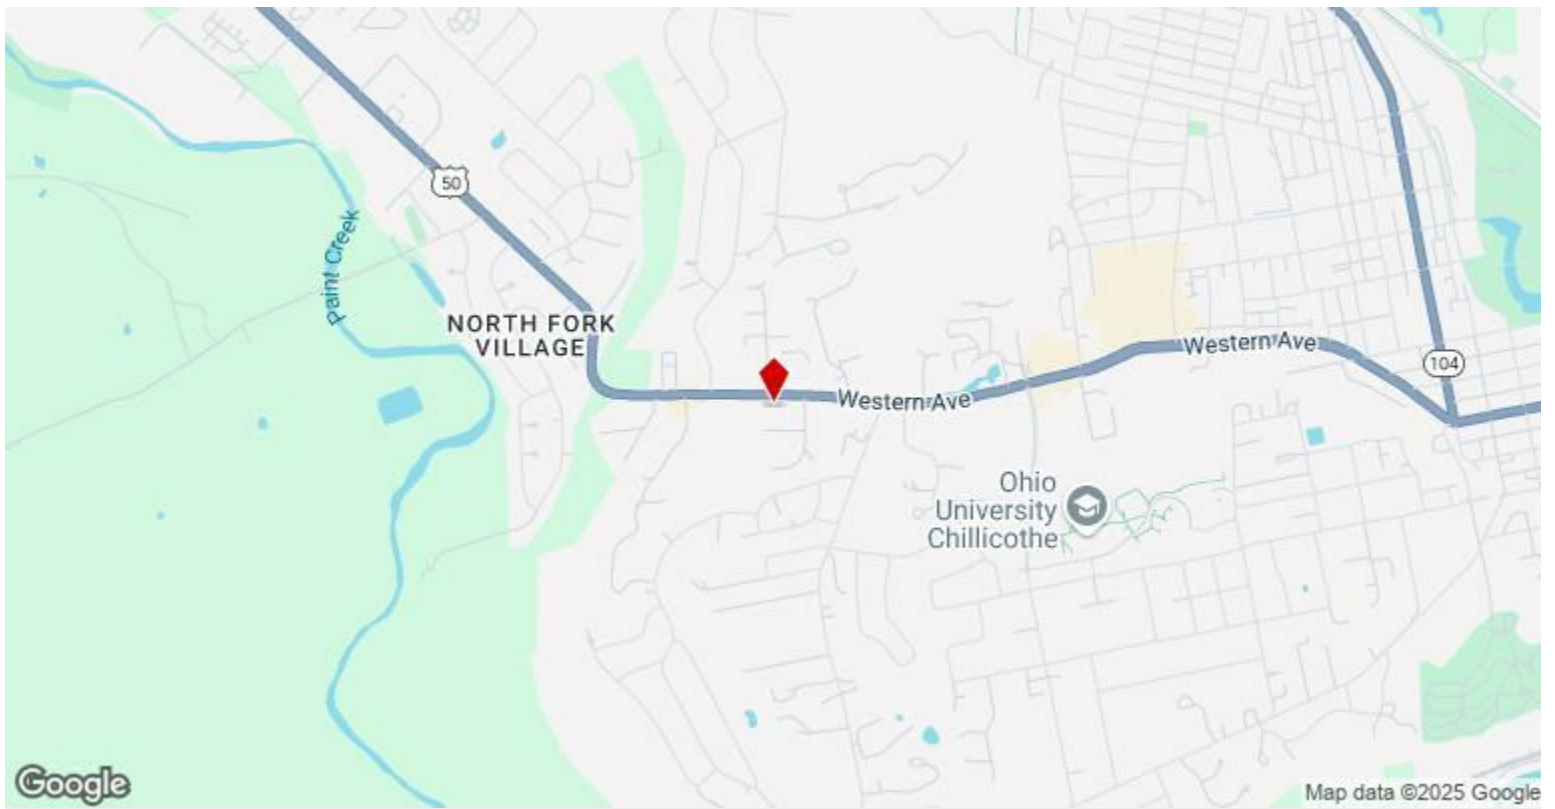 50
Paint Creek
NORTH FORK
VILLAGE
Western Ave
Western Ave
104
Ohio
University
Chillicothe
Google
Map data ©2025 Google